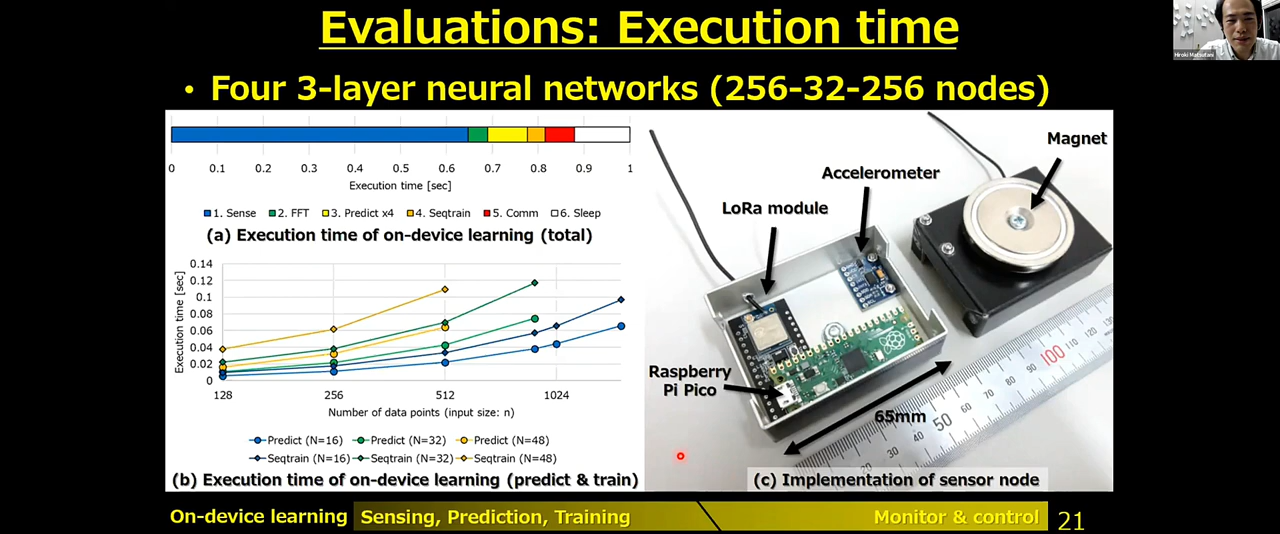 Evaluations: Execution time
Hiroki Matsutani
• Four 3-layer neural networks (256-32-256 nodes)
0 0.1 0.2 0.3 0.4 0.5 0.6 0.7 0.8 0.9 1
Execution time [sec]
1. Sense 2. FFT 3. Predict x4 4. Seqtrain 5. Comm 6. Sleep
(a) Execution time of on-device learning (total)
0.14
0.12
0.1
0.08
0.06
0.04
0.02
0
Execution time [sec]
128 256 512 1024
Number of data points (input size: n)
Predict (N=16) Predict (N=32) Predict (N=48)
Seqtrain (N=16) Seqtrain (N=32) Seqtrain (N=48)
(b) Execution time of on-device learning (predict & train)
Magnet
Accelerometer
LoRa module
Raspberry
Pi Pico
65mm
20 30 40 50 60 70 80 90 100 110
(c) Implementation of sensor node
On-device learning Sensing, Prediction, Training Monitor & control 21